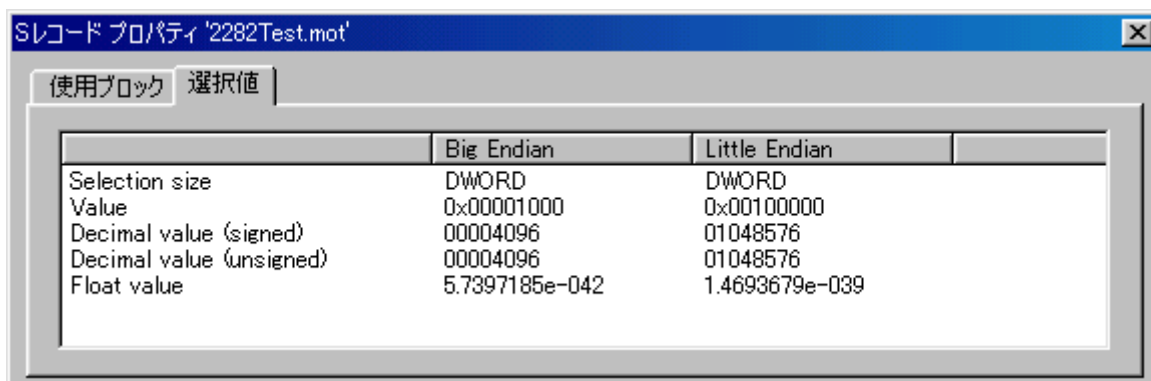 Sレコード プロパティ '2282Test.mot'
使用ブロック 選択値
Big Endian Little Endian
Selection size DWORD DWORD
Value 0x00001000 0x00100000
Decimal value (signed) 00004096 01048576
Decimal value (unsigned) 00004096 01048576
Float value 5.7397185e-042 1.4693679e-039